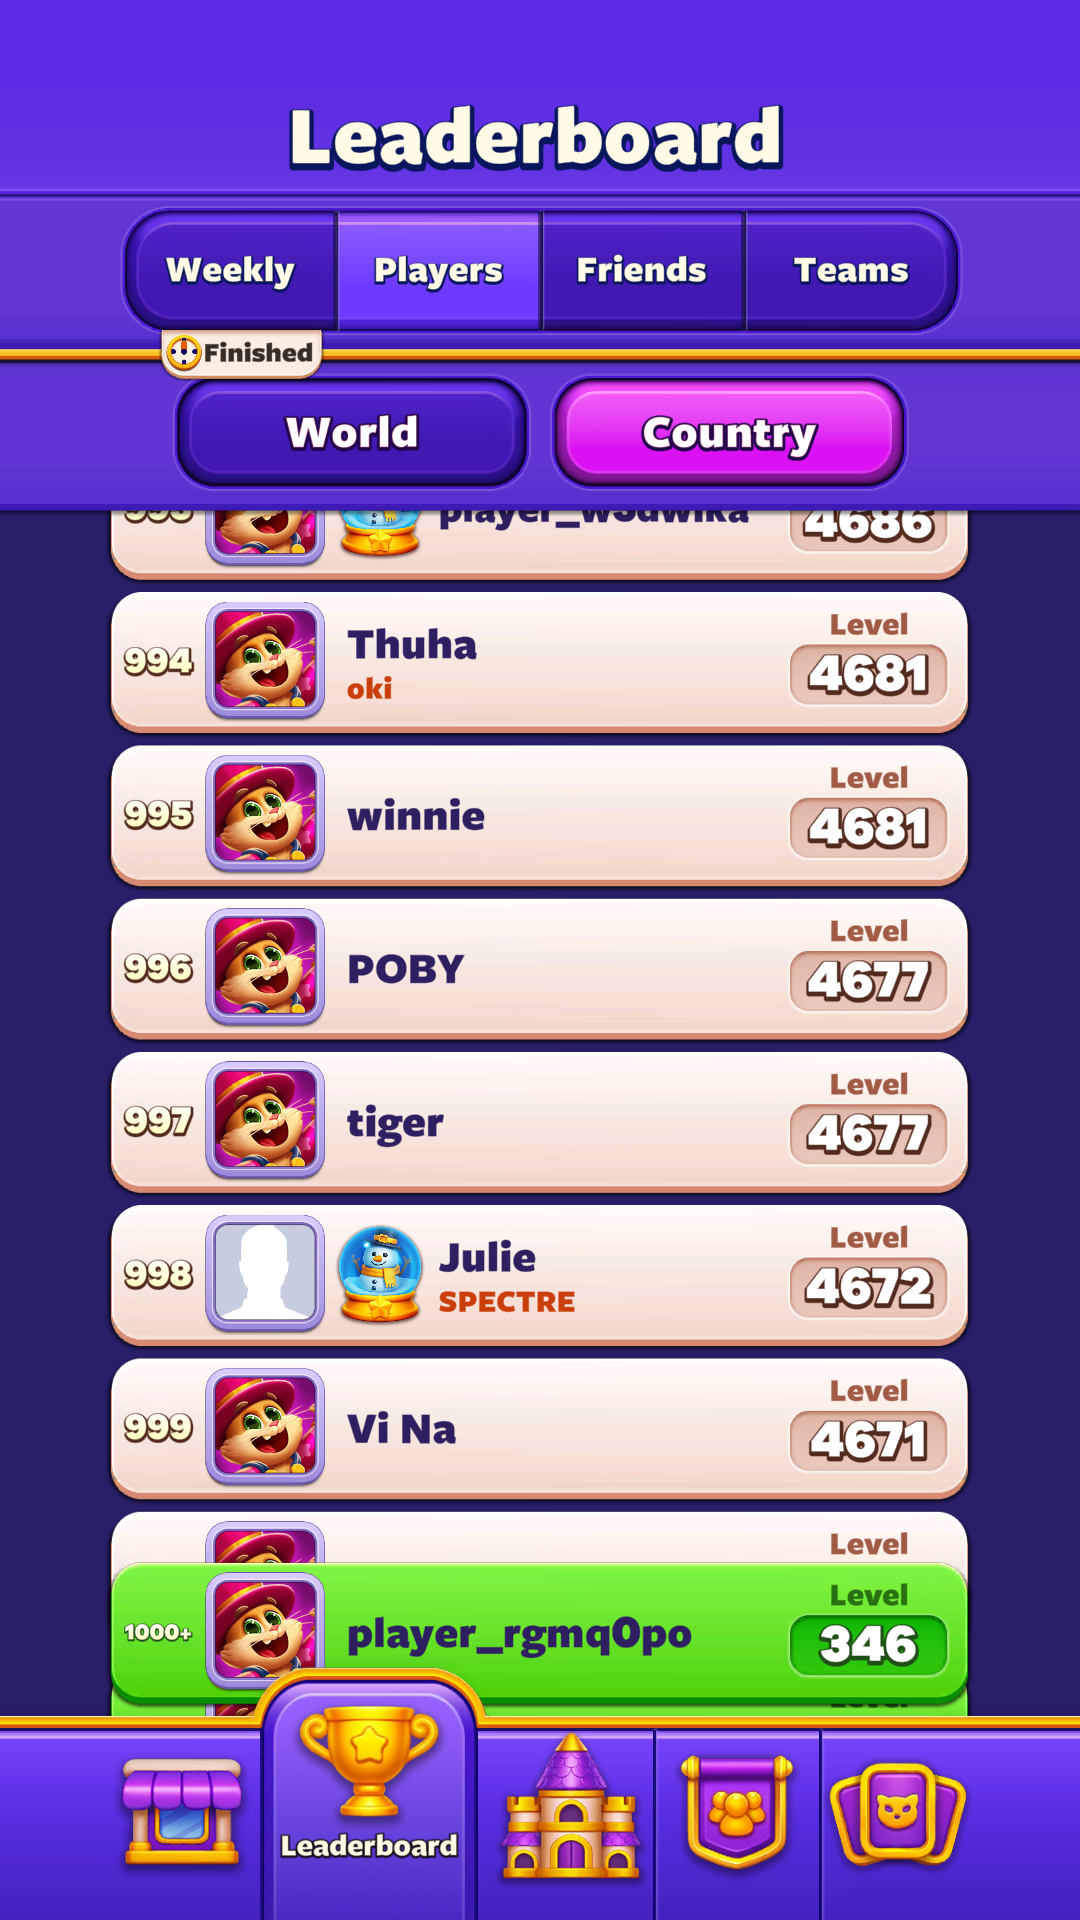 Leaderboard
Weekly
Players
Friends
Teams
Finished
World
Country
4686
994
Thuha
oki
Level
4681
995
winnie
Level
4681
996
POBY
Level
4677
997
tiger
Level
4677
998
Julie
SPECTRE
Level
4672
999
Vi Na
Level
4671
Level
1000+
player_rgmq0po
Level
346
Leaderboard